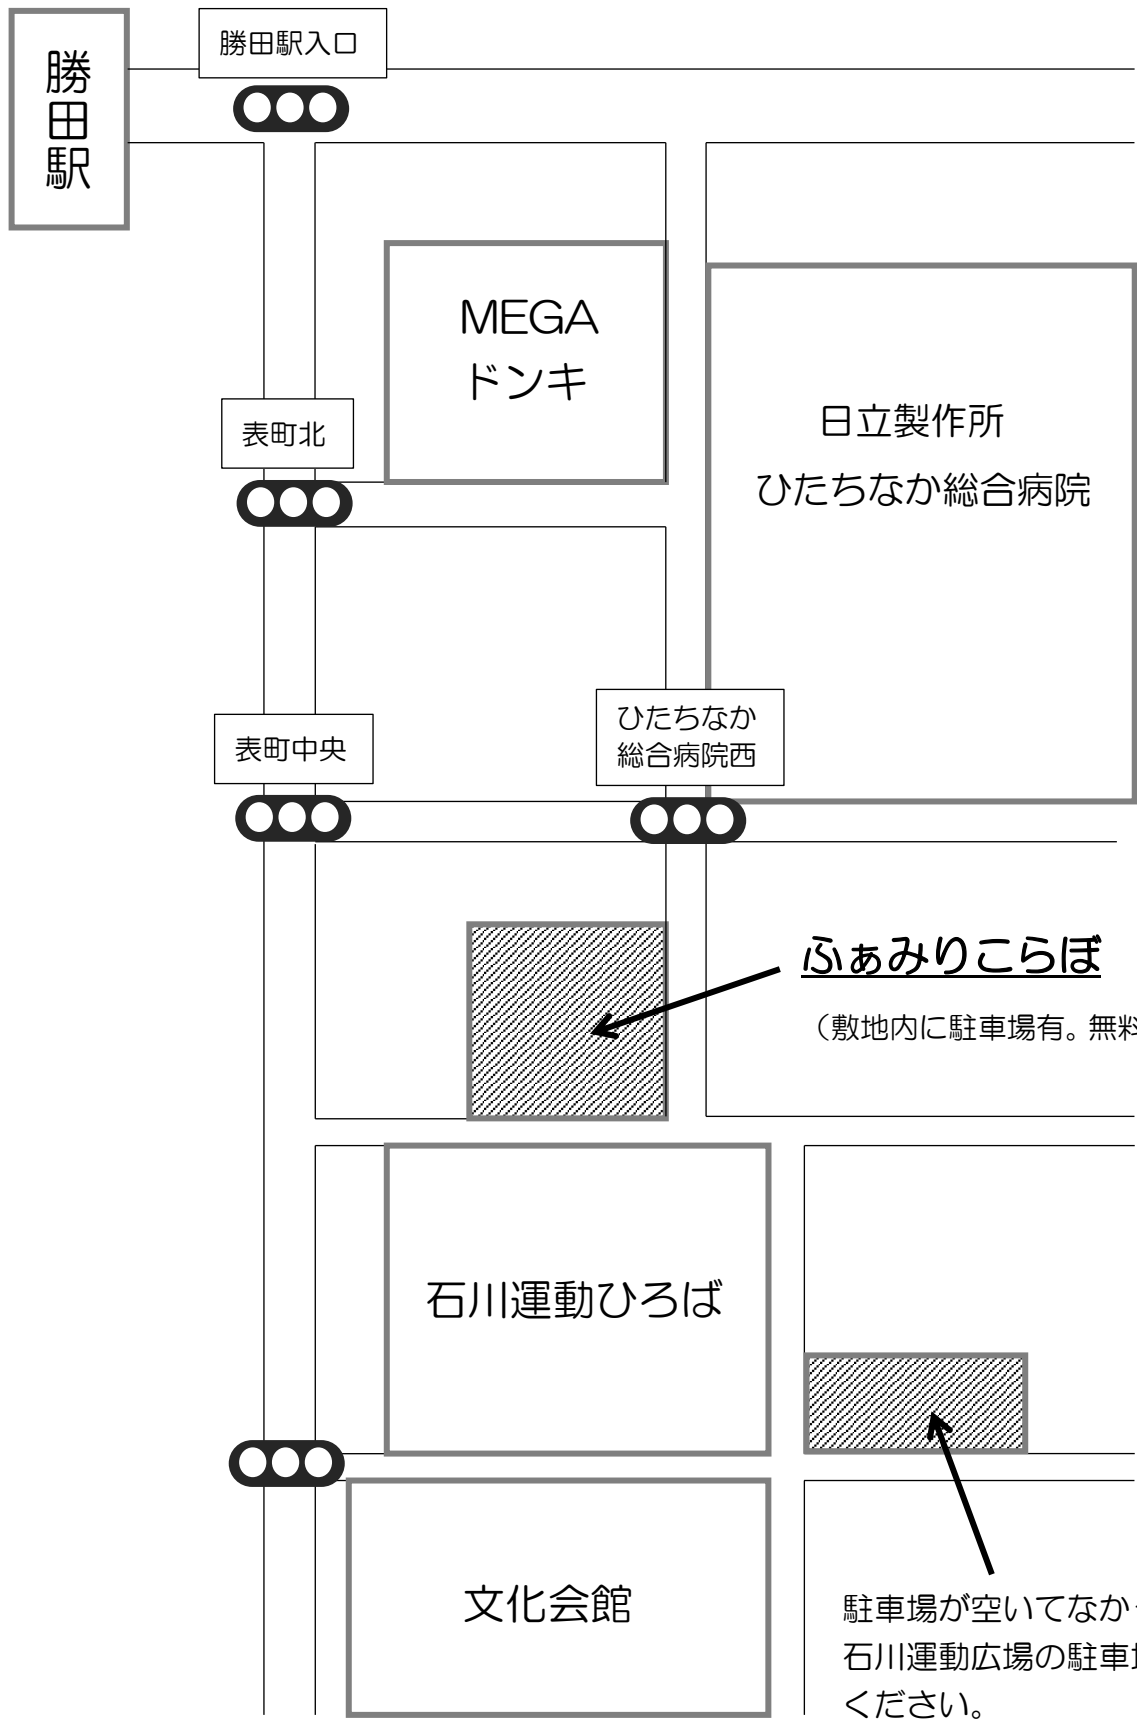 勝田駅入口
勝田駅
MEGA
ドンキ
日立製作所
ひたちなか総合病院
表町北
ひたちなか
総合病院西
表町中央
ふぁみりこらぼ
（敷地内に駐車場有。無料
石川運動ひろば
文化会館
駐車場が空いてなか
石川運動広場の駐車
ください。